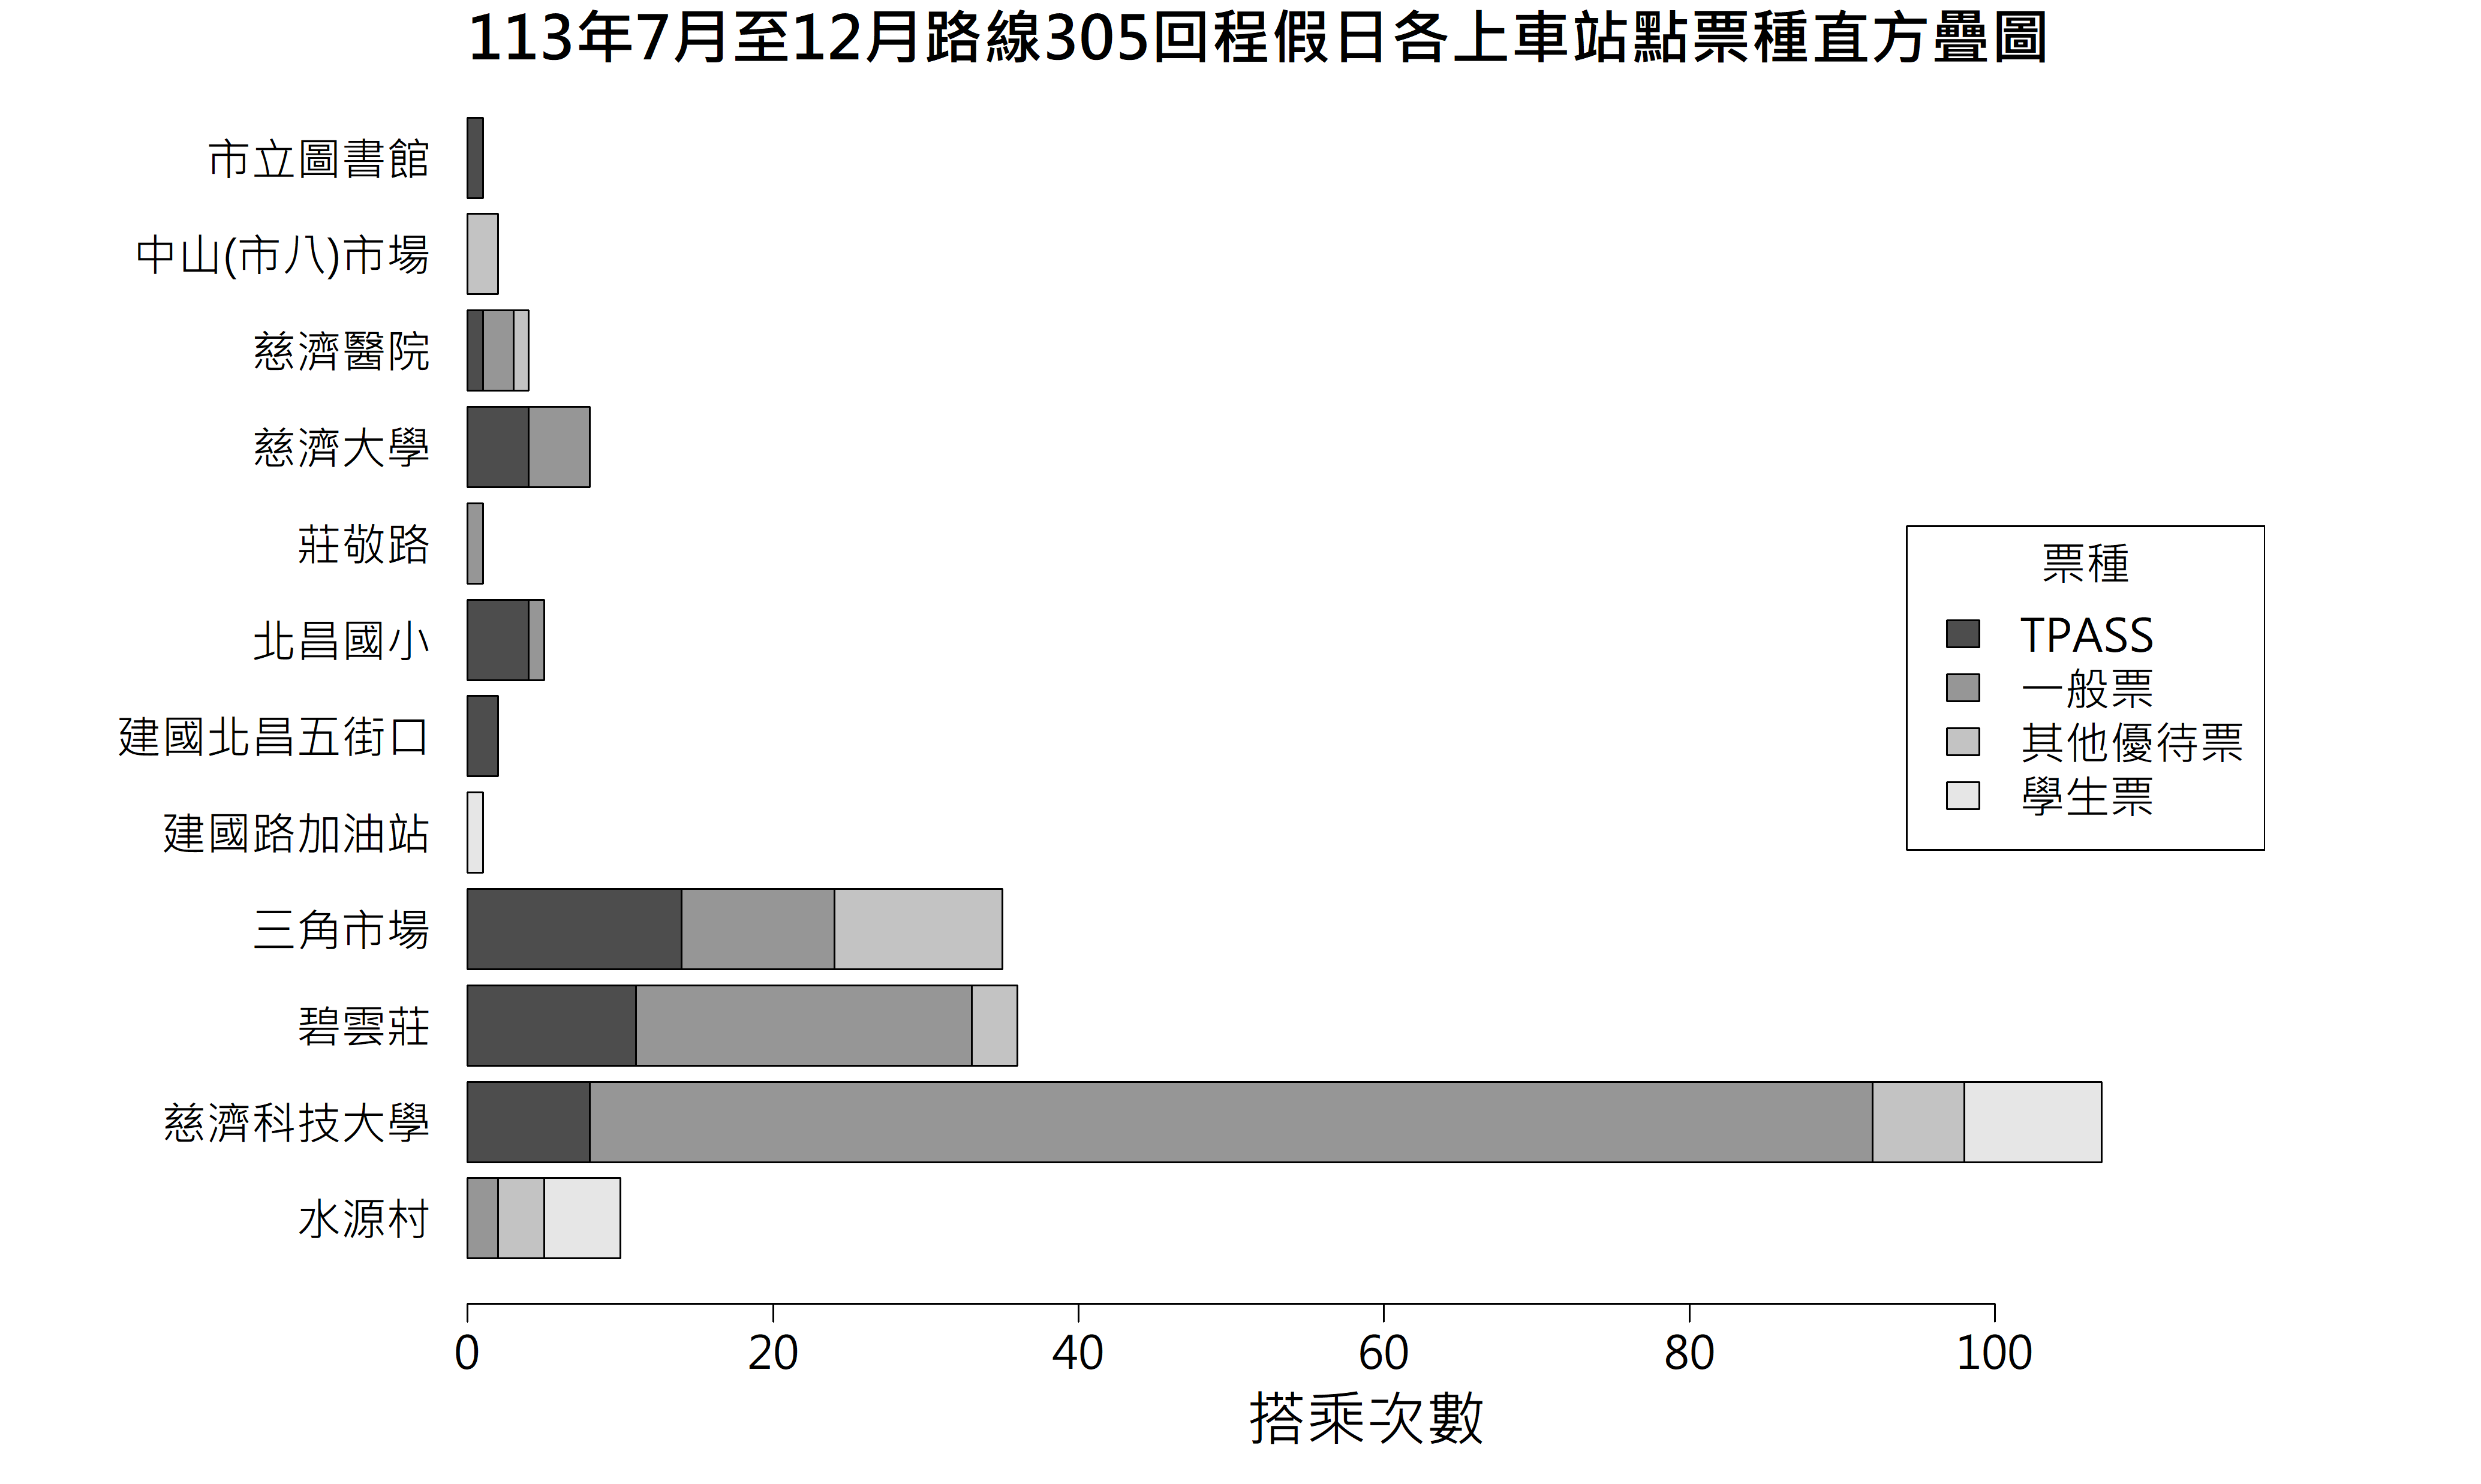 113年7月至12月路線305回程假日各上車站點票種直方疊圖
市立圖書館
中山(市八)市場
慈濟醫院
慈濟大學
莊敬路
北昌國小
建國北昌五街口
建國路加油站
三角市場
碧雲莊
慈濟科技大學
水源村
票種
TPASS
一般票
其他優待票
學生票
0 20 40 60 80 100
搭乘次數